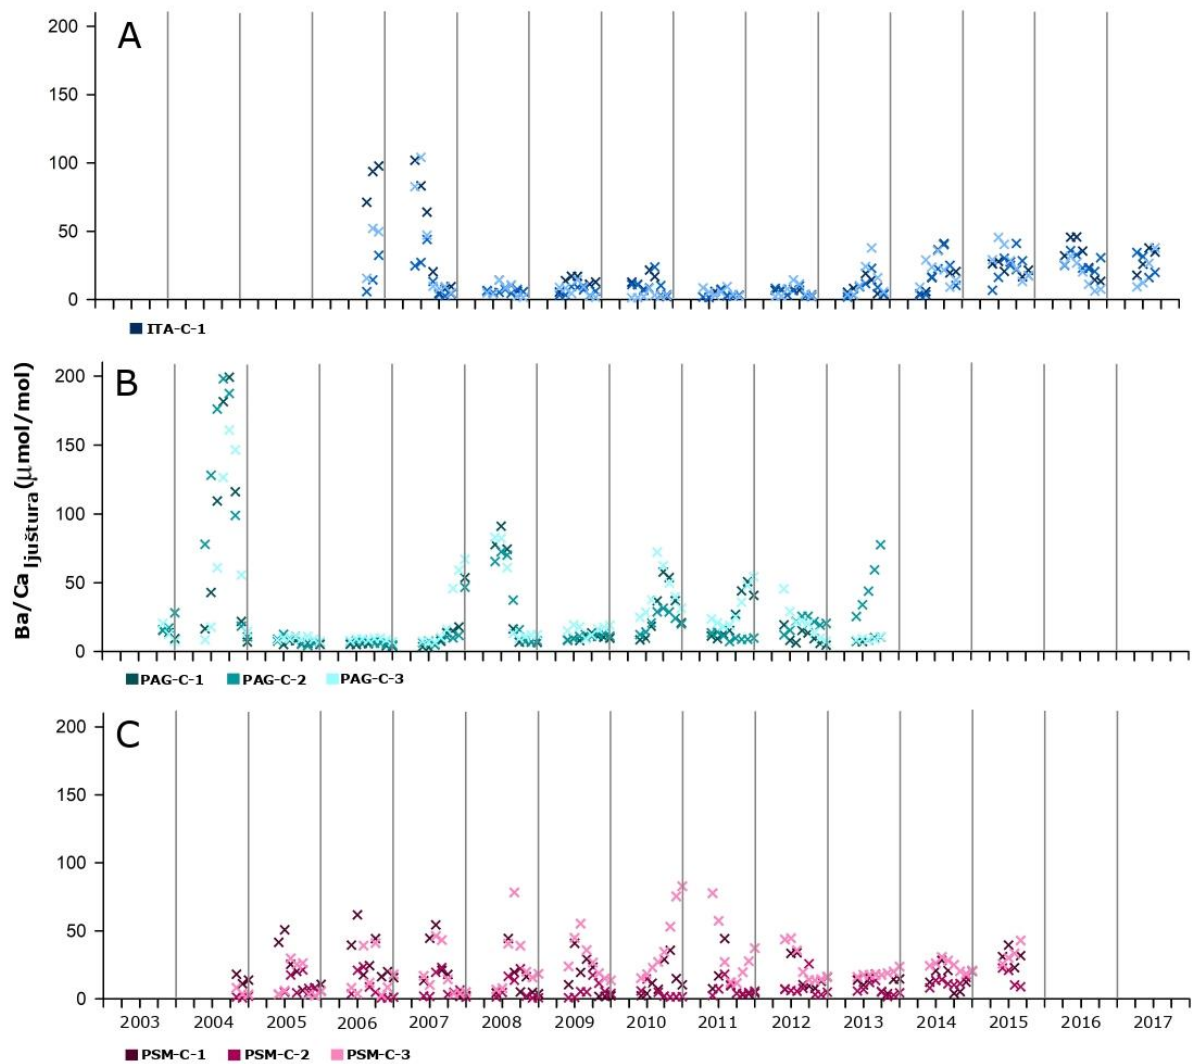 A
200
150
100
50
0
ITA-C-1
B
200
150
100
50
0
PAG-C-1 PAG-C-2 PAG-C-3
Ba/Ca ljuštura (μmol/mol)
C
200
150
100
50
0
2003 2004 2005 2006 2007 2008 2009 2010 2011 2012 2013 2014 2015 2016 2017
PSM-C-1 PSM-C-2 PSM-C-3